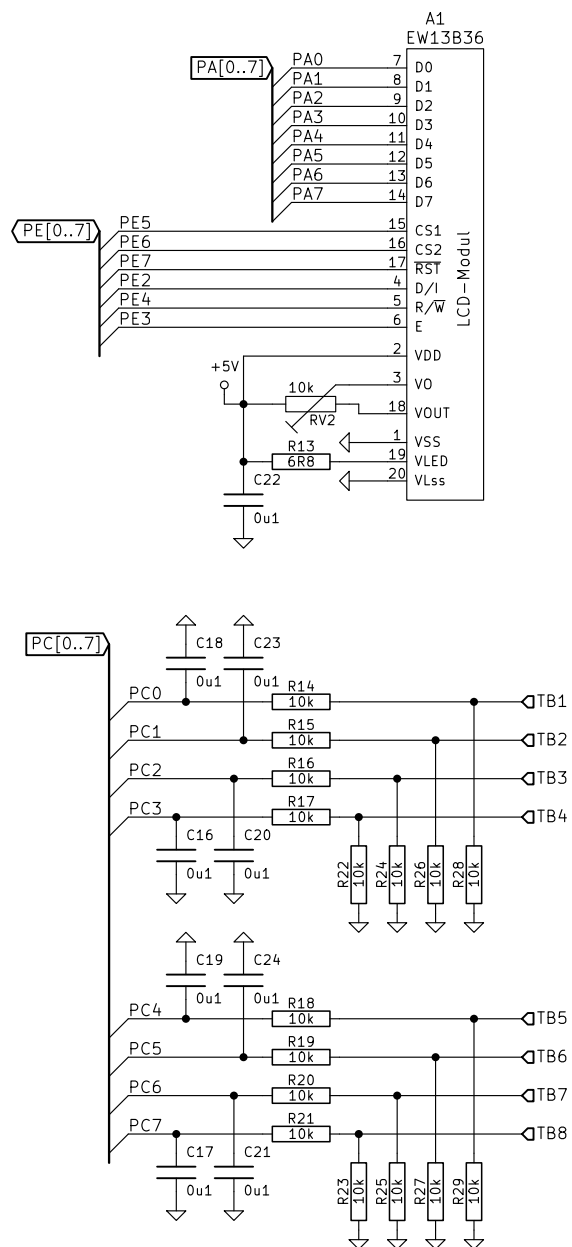 A1
EW13B36
PA[0..7]
PA0 7 D0
PA1 8 D1
PA2 9 D2
PA3 10 D3
PA4 11 D4
PA5 12 D5
PA6 13 D6
PA7 14 D7
PE[0..7]
PE5 15 CS1
PE6 16 CS2
PE7 17 RST
PE2 4 D/I
PE4 5 R/W
PE3 6 E
LCD-Modul
2 VDD
+5V
10k 3 VO
RV2 18 VOUT
1 VSS
R13
6R8 19 VLED
20 VLss
C22
0u1
PC[0..7]
C18 C23
0u1 0u1
PC0 R14 TB1
10k
PC1 R15 TB2
10k
PC2 R16 TB3
10k
PC3 R17 TB4
10k
C16 C20
0u1 0u1
R22 10k R24 10k R26 10k R28 10k
C19 C24
0u1 0u1
PC4 R18 TB5
10k
PC5 R19 TB6
10k
PC6 R20 TB7
10k
PC7 R21 TB8
10k
C17 C21
0u1 0u1
R23 10k R25 10k R27 10k R29 10k